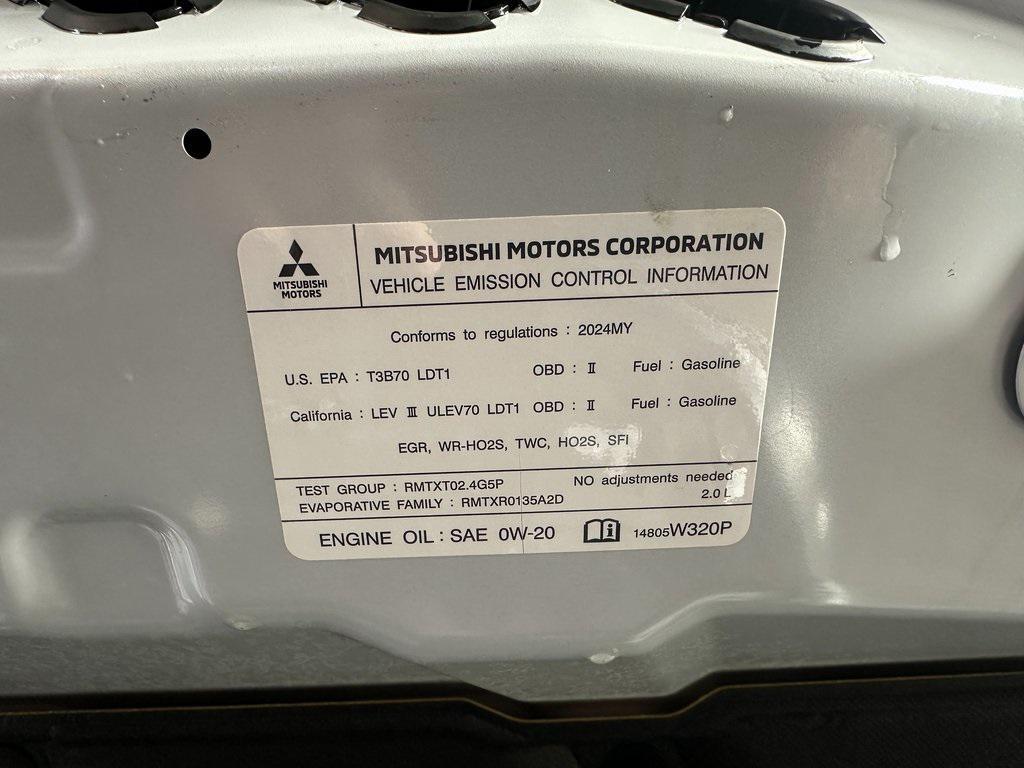 MITSUBISHI
MOTORS
MITSUBISHI MOTORS CORPORATION
VEHICLE EMISSION CONTROL INFORMATION
Conforms to regulations : 2024MY
U.S. EPA : T3B70 LDT1 OBD : Ⅱ Fuel : Gasoline
California : LEV Ⅲ ULEV70 LDT1 OBD : Ⅱ Fuel : Gasoline
EGR, WR-HO2S, TWC, HO2S, SFI
TEST GROUP : RMTXT02.4G5P NO adjustments needed
EVAPORATIVE FAMILY : RMTXR0135A2D 2.0 L
ENGINE OIL : SAE 0W-20 14805W320P